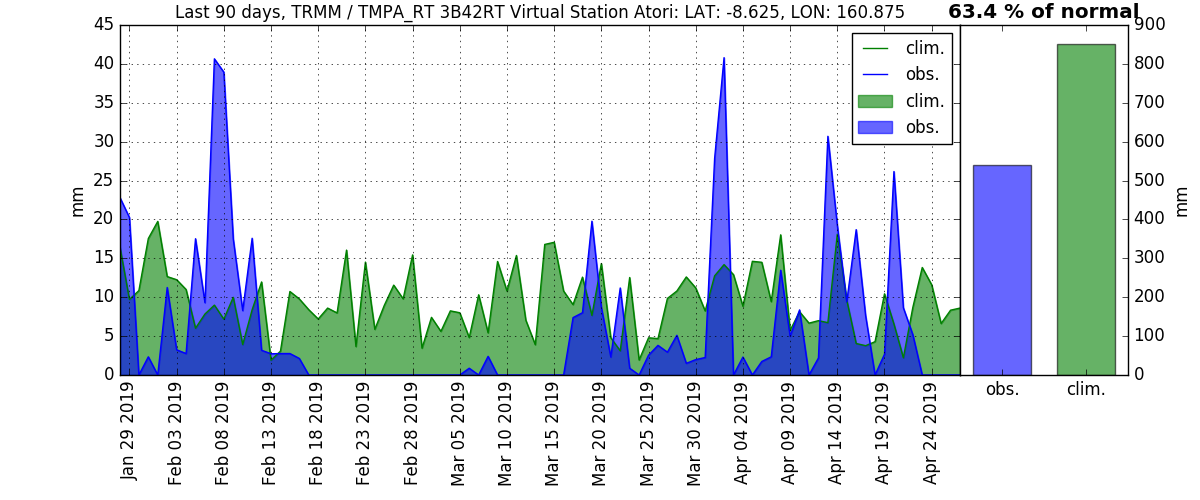 Last 90 days, TRMM / TMPA_RT 3B42RT Virtual Station Atori: LAT: -8.625, LON: 160.875
63.4 % of normal
mm
45
40
35
30
25
20
15
10
5
0
clim.
obs.
clim.
obs.
900
800
700
600
500
400
300
200
100
0
mm
obs.
clim.
Jan 29 2019
Feb 03 2019
Feb 08 2019
Feb 13 2019
Feb 18 2019
Feb 23 2019
Feb 28 2019
Mar 05 2019
Mar 10 2019
Mar 15 2019
Mar 20 2019
Mar 25 2019
Mar 30 2019
Apr 04 2019
Apr 09 2019
Apr 14 2019
Apr 19 2019
Apr 24 2019